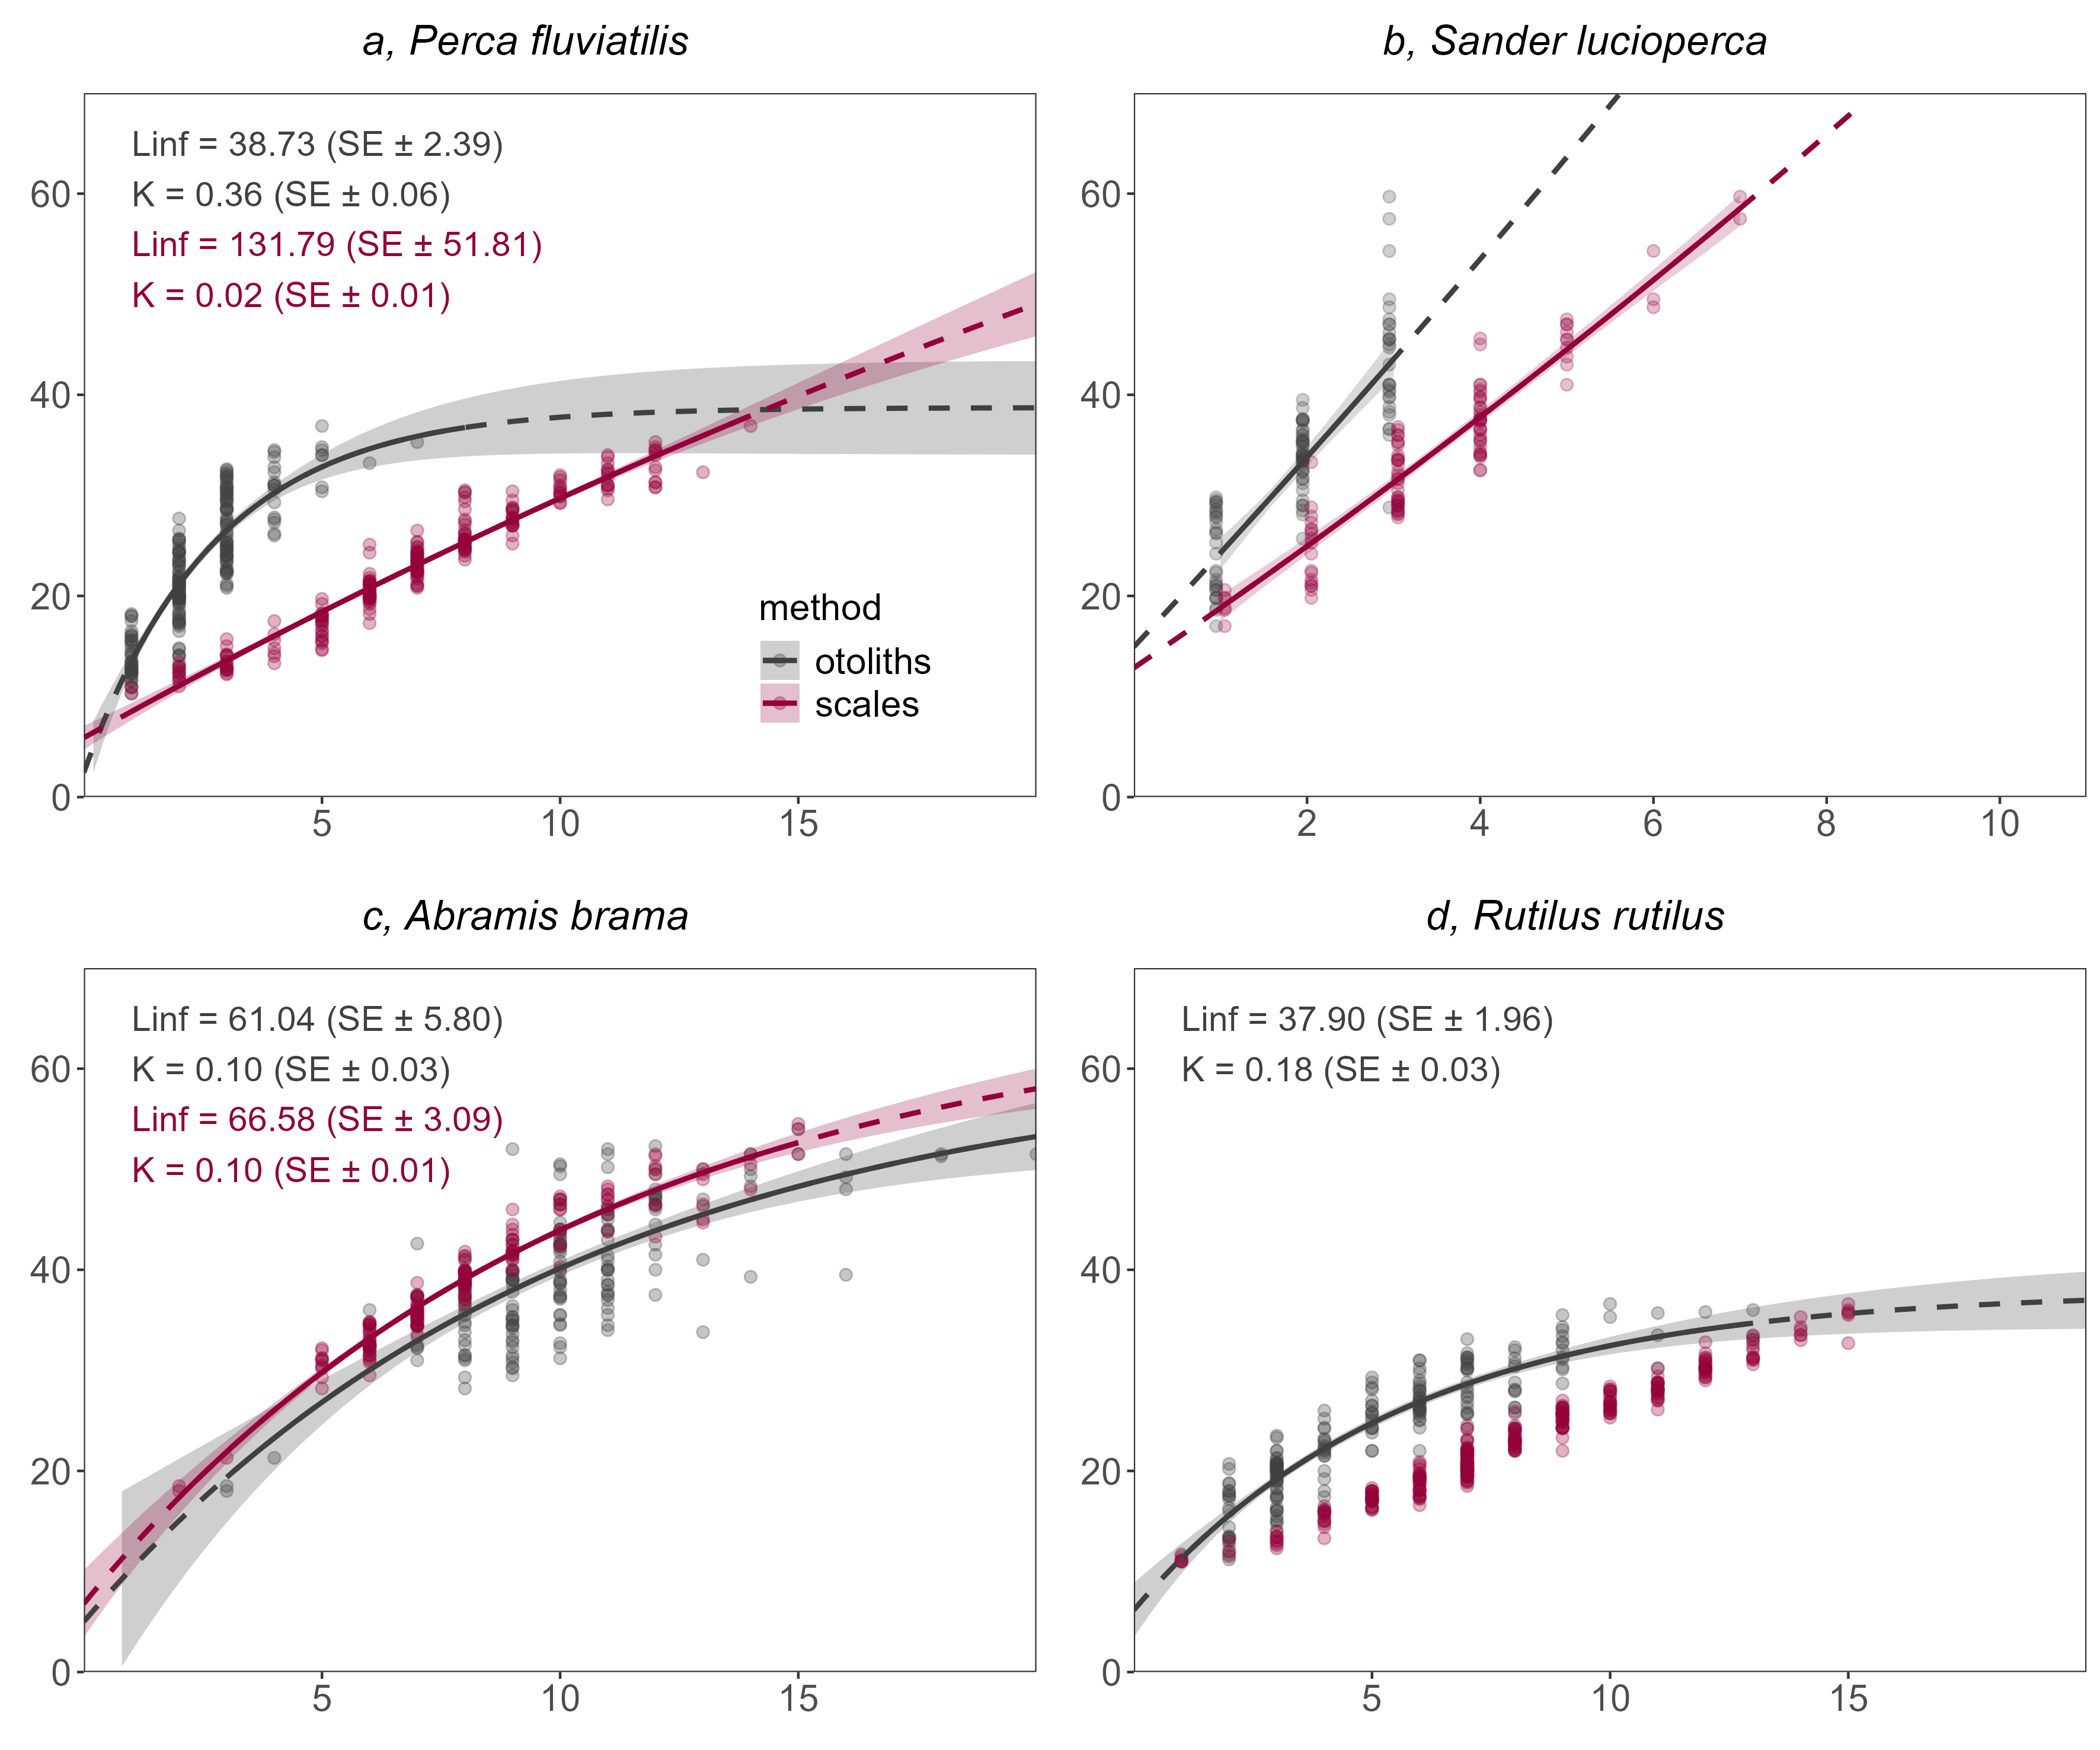 a, Perca fluviatilis
Linf = 38.73 (SE ± 2.39)
K = 0.36 (SE ± 0.06)
Linf = 131.79 (SE ± 51.81)
K = 0.02 (SE ± 0.01)
60
40
20
0
5 10 15
method
otoliths
scales
b, Sander lucioperca
60
40
20
0
2 4 6 8 10
c, Abramis brama
Linf = 61.04 (SE ± 5.80)
K = 0.10 (SE ± 0.03)
Linf = 66.58 (SE ± 3.09)
K = 0.10 (SE ± 0.01)
60
40
20
0
5 10 15
d, Rutilus rutilus
Linf = 37.90 (SE ± 1.96)
K = 0.18 (SE ± 0.03)
60
40
20
0
5 10 15